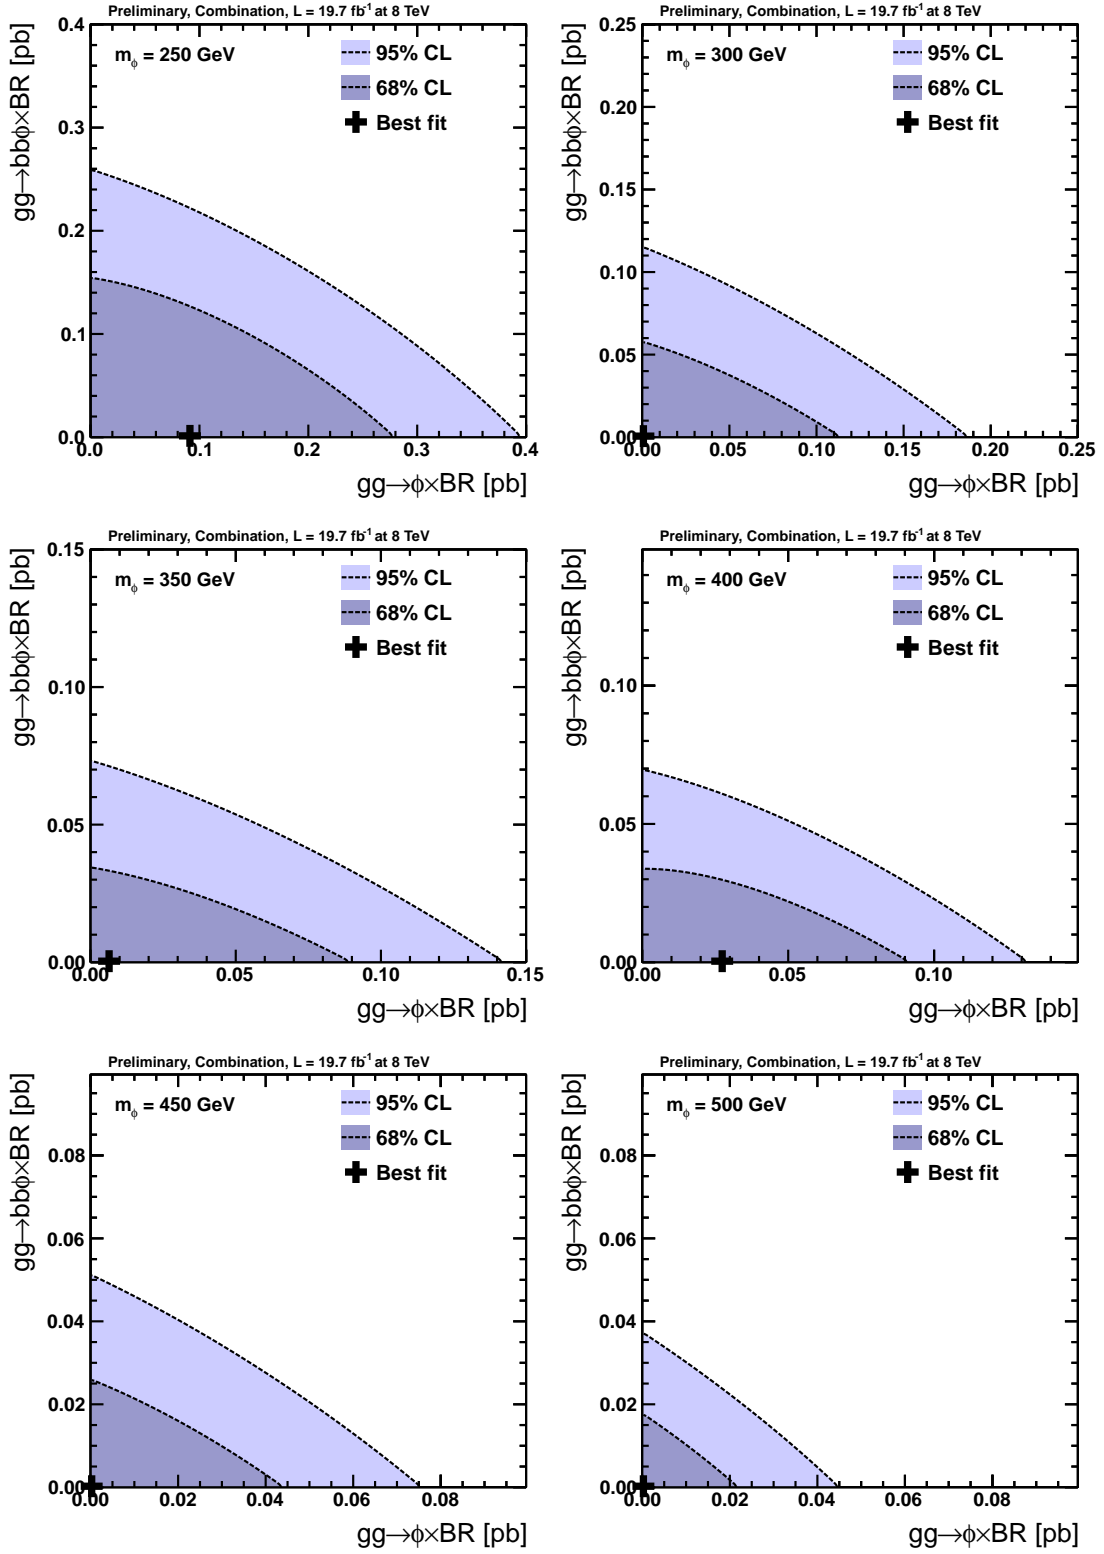 Preliminary, Combination, L = 19.7 fb⁻¹ at 8 TeV
gg→bbϕ×BR [pb]
m_ϕ = 250 GeV
95% CL
68% CL
Best fit
0.4
0.3
0.2
0.1
0.0
0.0 0.1 0.2 0.3 0.4
gg→ϕ×BR [pb]
Preliminary, Combination, L = 19.7 fb⁻¹ at 8 TeV
gg→bbϕ×BR [pb]
m_ϕ = 300 GeV
95% CL
68% CL
Best fit
0.25
0.20
0.15
0.10
0.05
0.00
0.00 0.05 0.10 0.15 0.20 0.25
gg→ϕ×BR [pb]
Preliminary, Combination, L = 19.7 fb⁻¹ at 8 TeV
gg→bbϕ×BR [pb]
m_ϕ = 350 GeV
95% CL
68% CL
Best fit
0.15
0.10
0.05
0.00
0.00 0.05 0.10 0.15
gg→ϕ×BR [pb]
Preliminary, Combination, L = 19.7 fb⁻¹ at 8 TeV
gg→bbϕ×BR [pb]
m_ϕ = 400 GeV
95% CL
68% CL
Best fit
0.10
0.05
0.00
0.00 0.05 0.10
gg→ϕ×BR [pb]
Preliminary, Combination, L = 19.7 fb⁻¹ at 8 TeV
gg→bbϕ×BR [pb]
m_ϕ = 450 GeV
95% CL
68% CL
Best fit
0.08
0.06
0.04
0.02
0.00
0.00 0.02 0.04 0.06 0.08
gg→ϕ×BR [pb]
Preliminary, Combination, L = 19.7 fb⁻¹ at 8 TeV
gg→bbϕ×BR [pb]
m_ϕ = 500 GeV
95% CL
68% CL
Best fit
0.08
0.06
0.04
0.02
0.00
0.00 0.02 0.04 0.06 0.08
gg→ϕ×BR [pb]